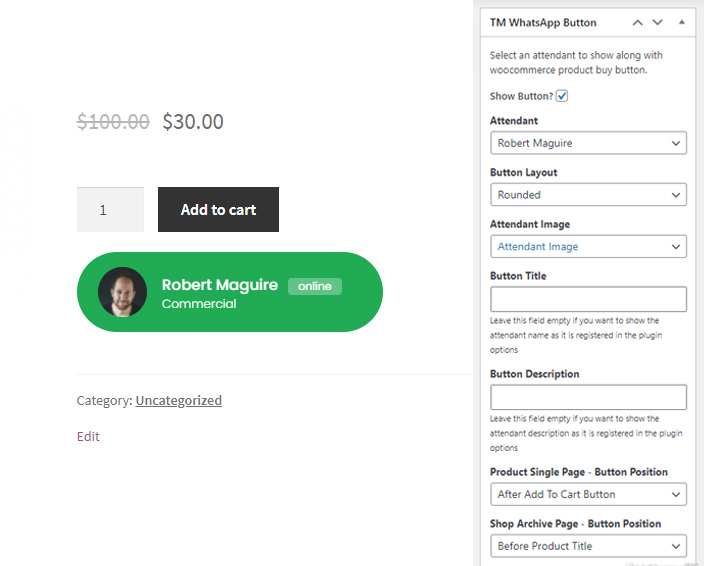 $100.00 $30.00
1
Add to cart
Robert Maguire online
Commercial
Category: Uncategorized
Edit
TM WhatsApp Button
Select an attendant to show along with
woocommerce product buy button.
Show Button?
Attendant
Robert Maguire
Button Layout
Rounded
Attendant Image
Attendant Image
Button Title
Leave this field empty if you want to show the
attendant name as it is registered in the plugin
options
Button Description
Leave this field empty if you want to show the
attendant description as it is registered in the plugin
options
Product Single Page - Button Position
After Add To Cart Button
Shop Archive Page - Button Position
Before Product Title